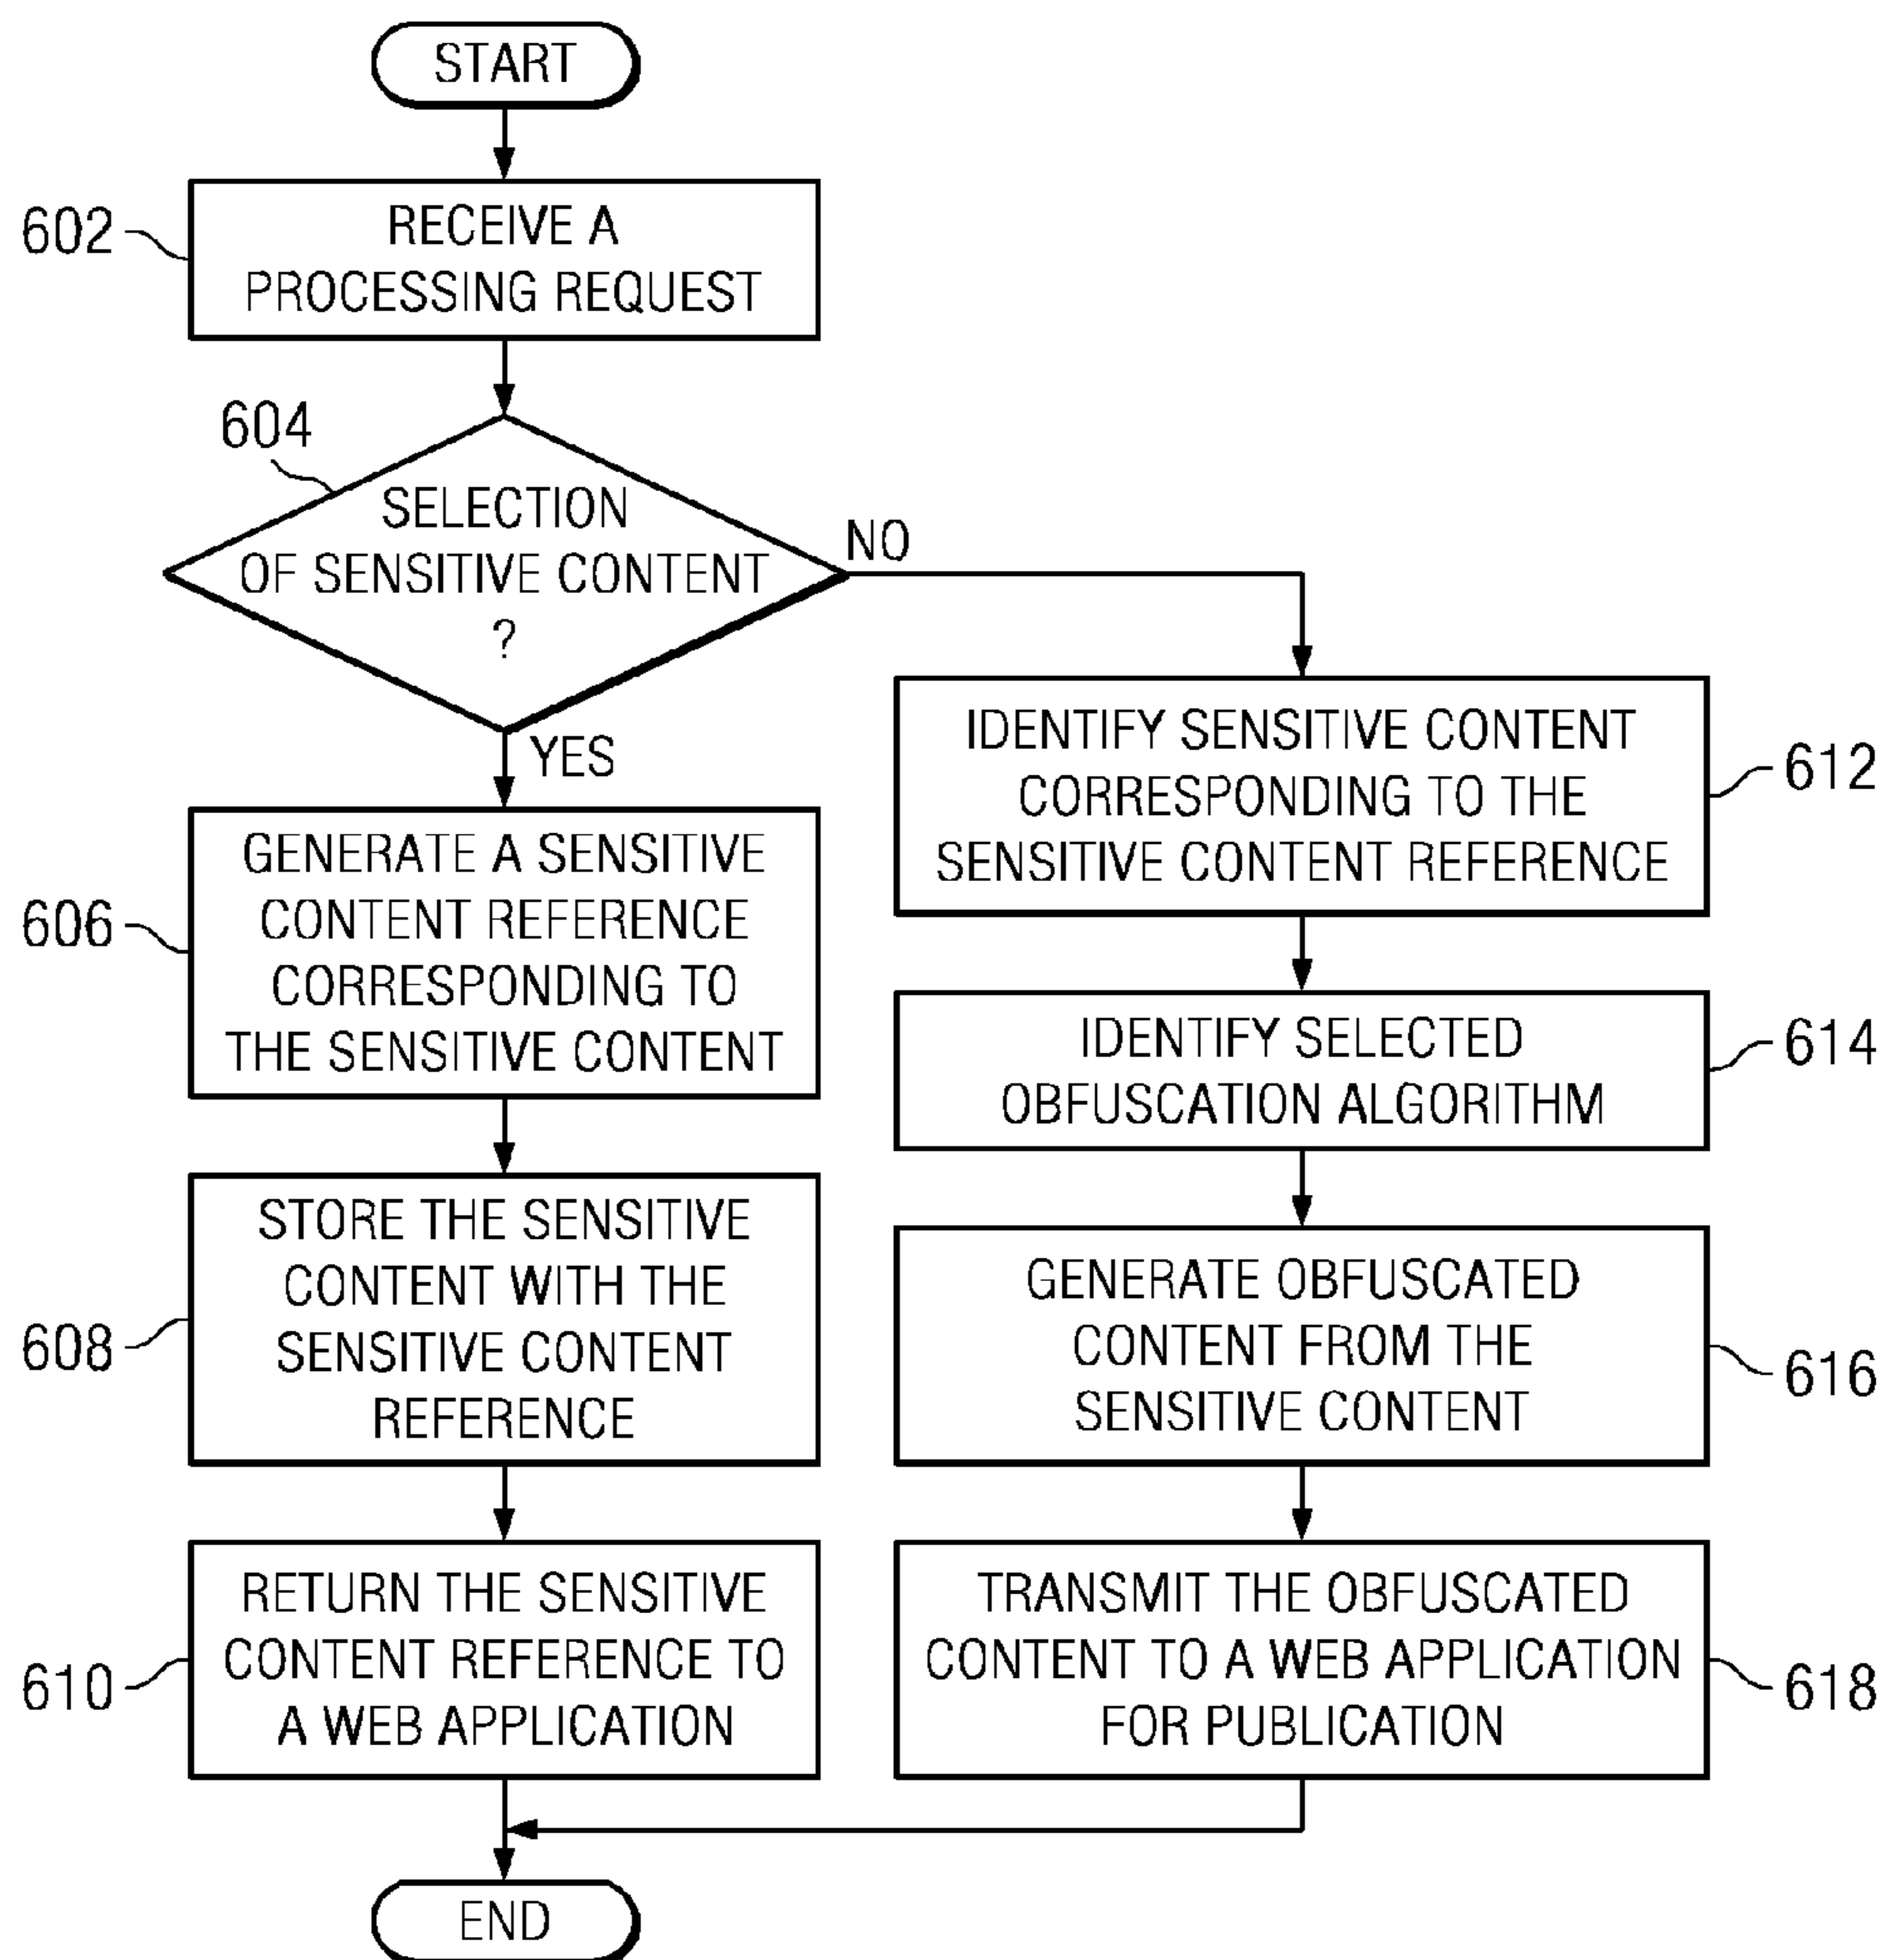 START
602
RECEIVE A
PROCESSING REQUEST
604
SELECTION
OF SENSITIVE CONTENT
?
NO
YES
606
GENERATE A SENSITIVE
CONTENT REFERENCE
CORRESPONDING TO
THE SENSITIVE CONTENT
608
STORE THE SENSITIVE
CONTENT WITH THE
SENSITIVE CONTENT
REFERENCE
610
RETURN THE SENSITIVE
CONTENT REFERENCE TO
A WEB APPLICATION
IDENTIFY SENSITIVE CONTENT
CORRESPONDING TO THE
SENSITIVE CONTENT REFERENCE
612
IDENTIFY SELECTED
OBFUSCATION ALGORITHM
614
GENERATE OBFUSCATED
CONTENT FROM THE
SENSITIVE CONTENT
616
TRANSMIT THE OBFUSCATED
CONTENT TO A WEB APPLICATION
FOR PUBLICATION
618
END